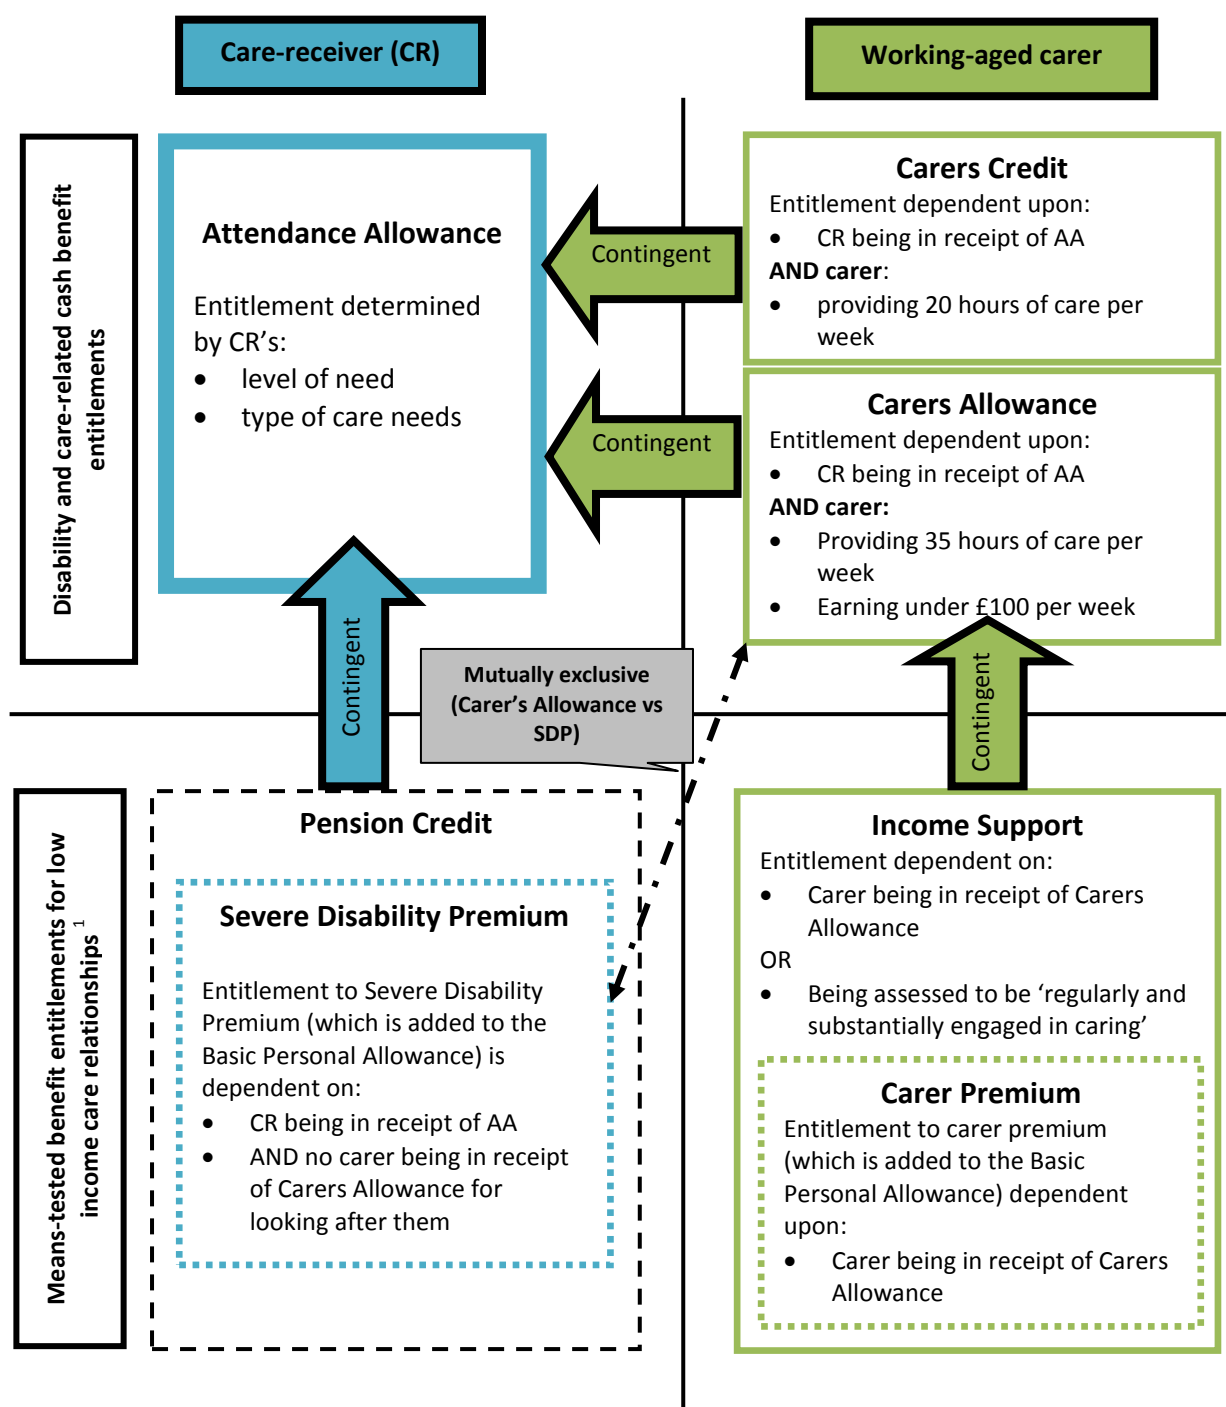 Care-receiver (CR)
Working-aged carer
Disability and care-related cash benefit
entitlements
Attendance Allowance
Entitlement determined
by CR’s:
• level of need
• type of care needs
Contingent
Contingent
Carers Credit
Entitlement dependent upon:
• CR being in receipt of AA
AND carer:
• providing 20 hours of care per
week
Carers Allowance
Entitlement dependent upon:
• CR being in receipt of AA
AND carer:
• Providing 35 hours of care per
week
• Earning under £100 per week
Contingent
Mutually exclusive
(Carer’s Allowance vs
SDP)
Contingent
Means-tested benefit entitlements for low
income care relationships 1
Pension Credit
Severe Disability Premium
Entitlement to Severe Disability
Premium (which is added to the
Basic Personal Allowance) is
dependent on:
• CR being in receipt of AA
• AND no carer being in receipt
of Carers Allowance for
looking after them
Income Support
Entitlement dependent on:
• Carer being in receipt of Carers
Allowance
OR
• Being assessed to be ‘regularly and
substantially engaged in caring’
Carer Premium
Entitlement to carer premium
(which is added to the Basic
Personal Allowance) dependent
upon:
• Carer being in receipt of Carers
Allowance